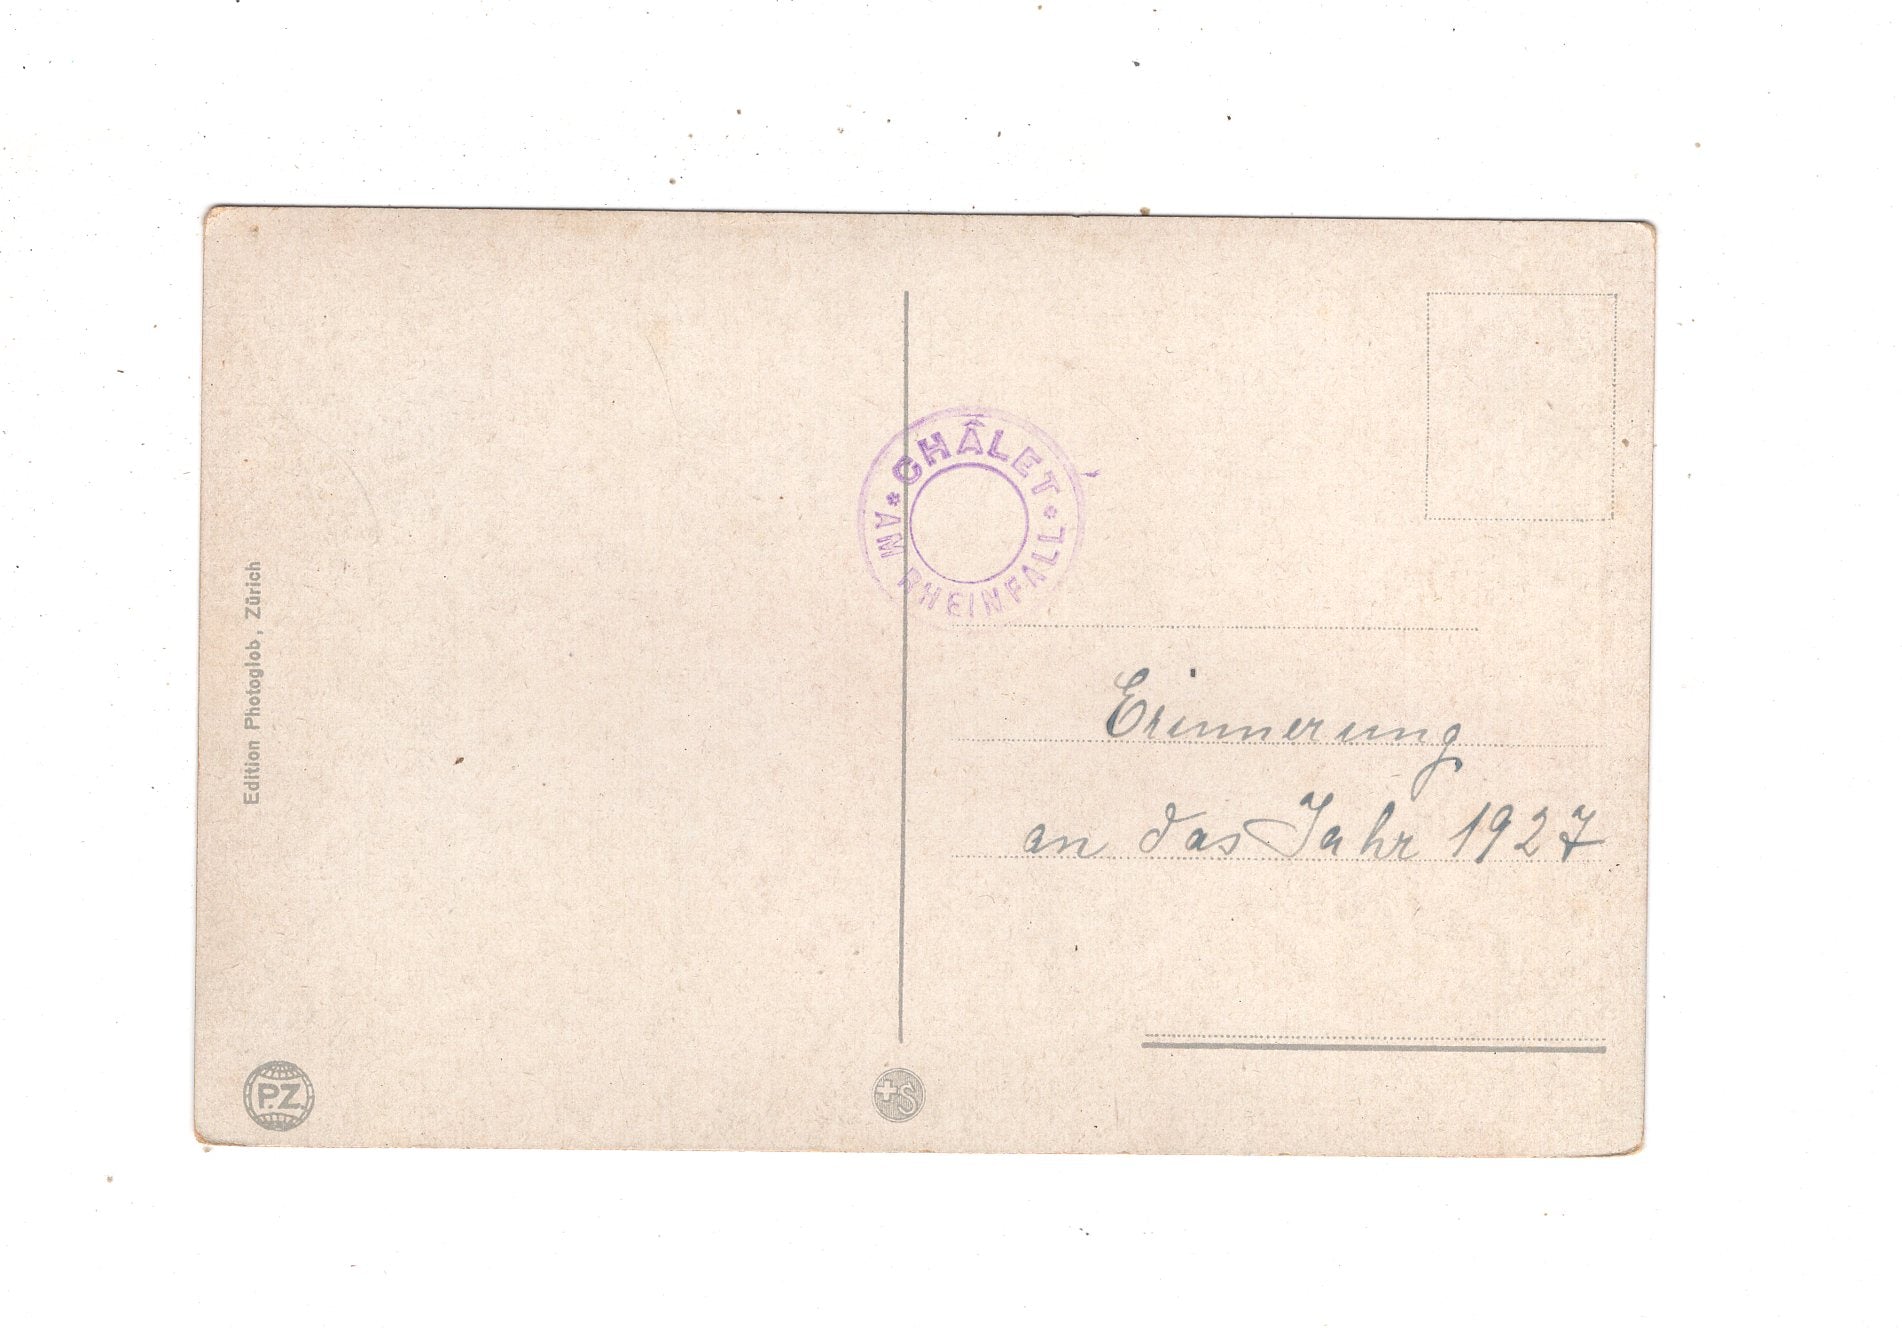 CHÂLET
AM RHEINFALL
Edition Photoglob, Zürich
Erinnerung
an das Jahr 1927
P.Z.
+S